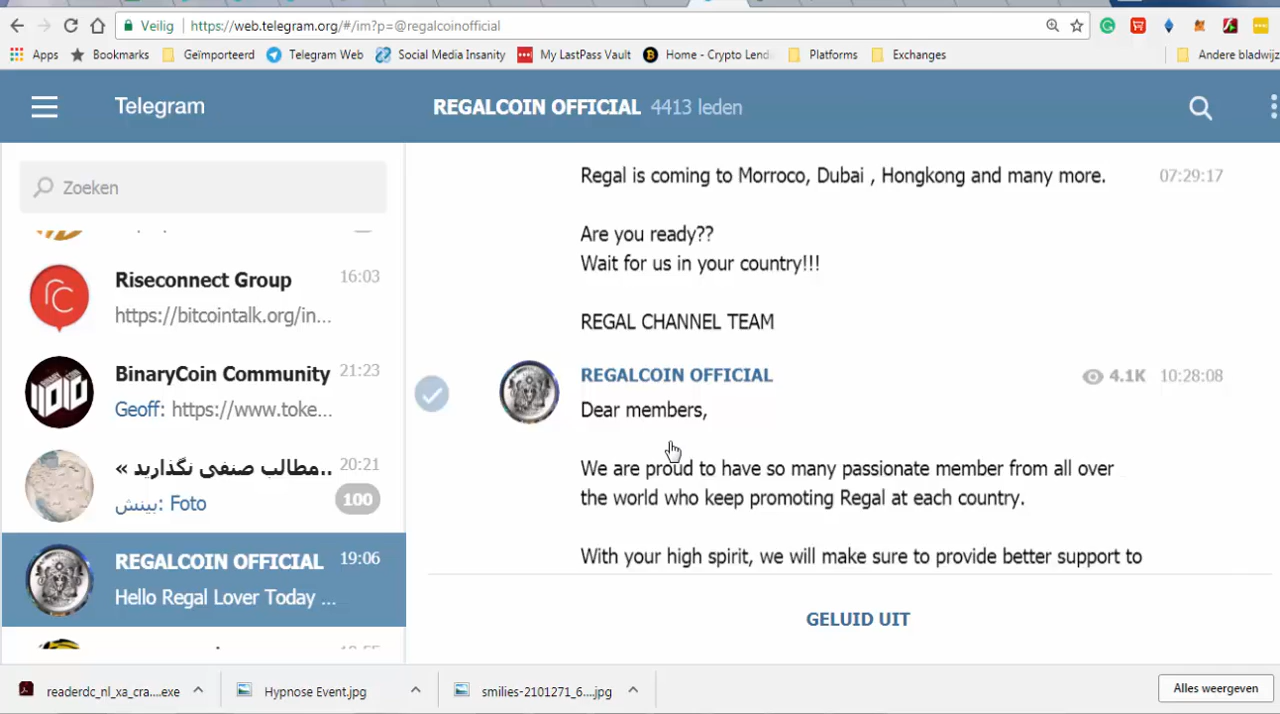 Veilig
https://web.telegram.org/#/im?p=@regalcoinofficial
Apps
Bookmarks
Geïmporteerd
Telegram Web
Social Media Insanity
My LastPass Vault
Home - Crypto Lendi
Platforms
Exchanges
Andere bladwijz
Telegram
REGALCOIN OFFICIAL 4413 leden
Zoeken
Riseconnect Group 16:03
https://bitcointalk.org/in...
BinaryCoin Community 21:23
Geoff: https://www.toke...
« مطالب صنفی نگذارید.. 20:21
بینش: Foto 100
REGALCOIN OFFICIAL 19:06
Hello Regal Lover Today ...
Regal is coming to Morroco, Dubai , Hongkong and many more. 07:29:17
Are you ready??
Wait for us in your country!!!
REGAL CHANNEL TEAM
REGALCOIN OFFICIAL 4.1K 10:28:08
Dear members,
We are proud to have so many passionate member from all over
the world who keep promoting Regal at each country.
With your high spirit, we will make sure to provide better support to
GELUID UIT
readerdc_nl_xa_cra....exe
Hypnose Event.jpg
smilies-2101271_6....jpg
Alles weergeven